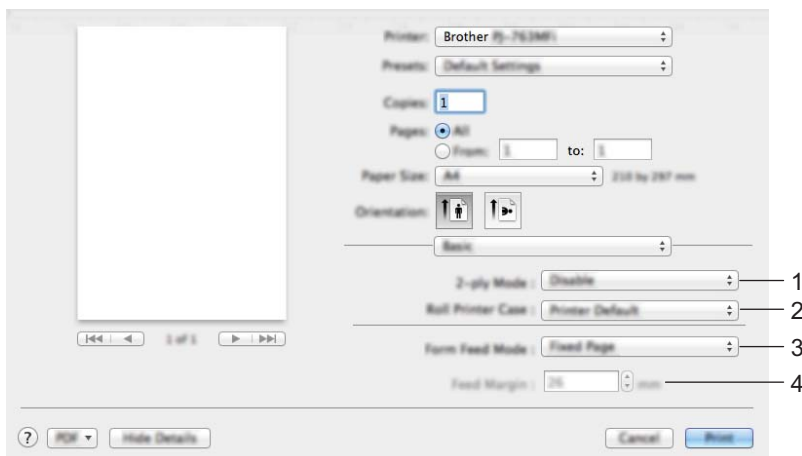 Printer: Brother PJ-763MFi
Presets: Default Settings
Copies: 1
Pages: All
From: 1 to: 1
Paper Size: A4 210 by 297 mm
Orientation:
Basic
2-ply Mode : Disable 1
Roll Printer Case : Printer Default 2
1 of 1
Form Feed Mode : Fixed Page 3
Feed Margin : 26 mm 4
? PDF Hide Details Cancel Print